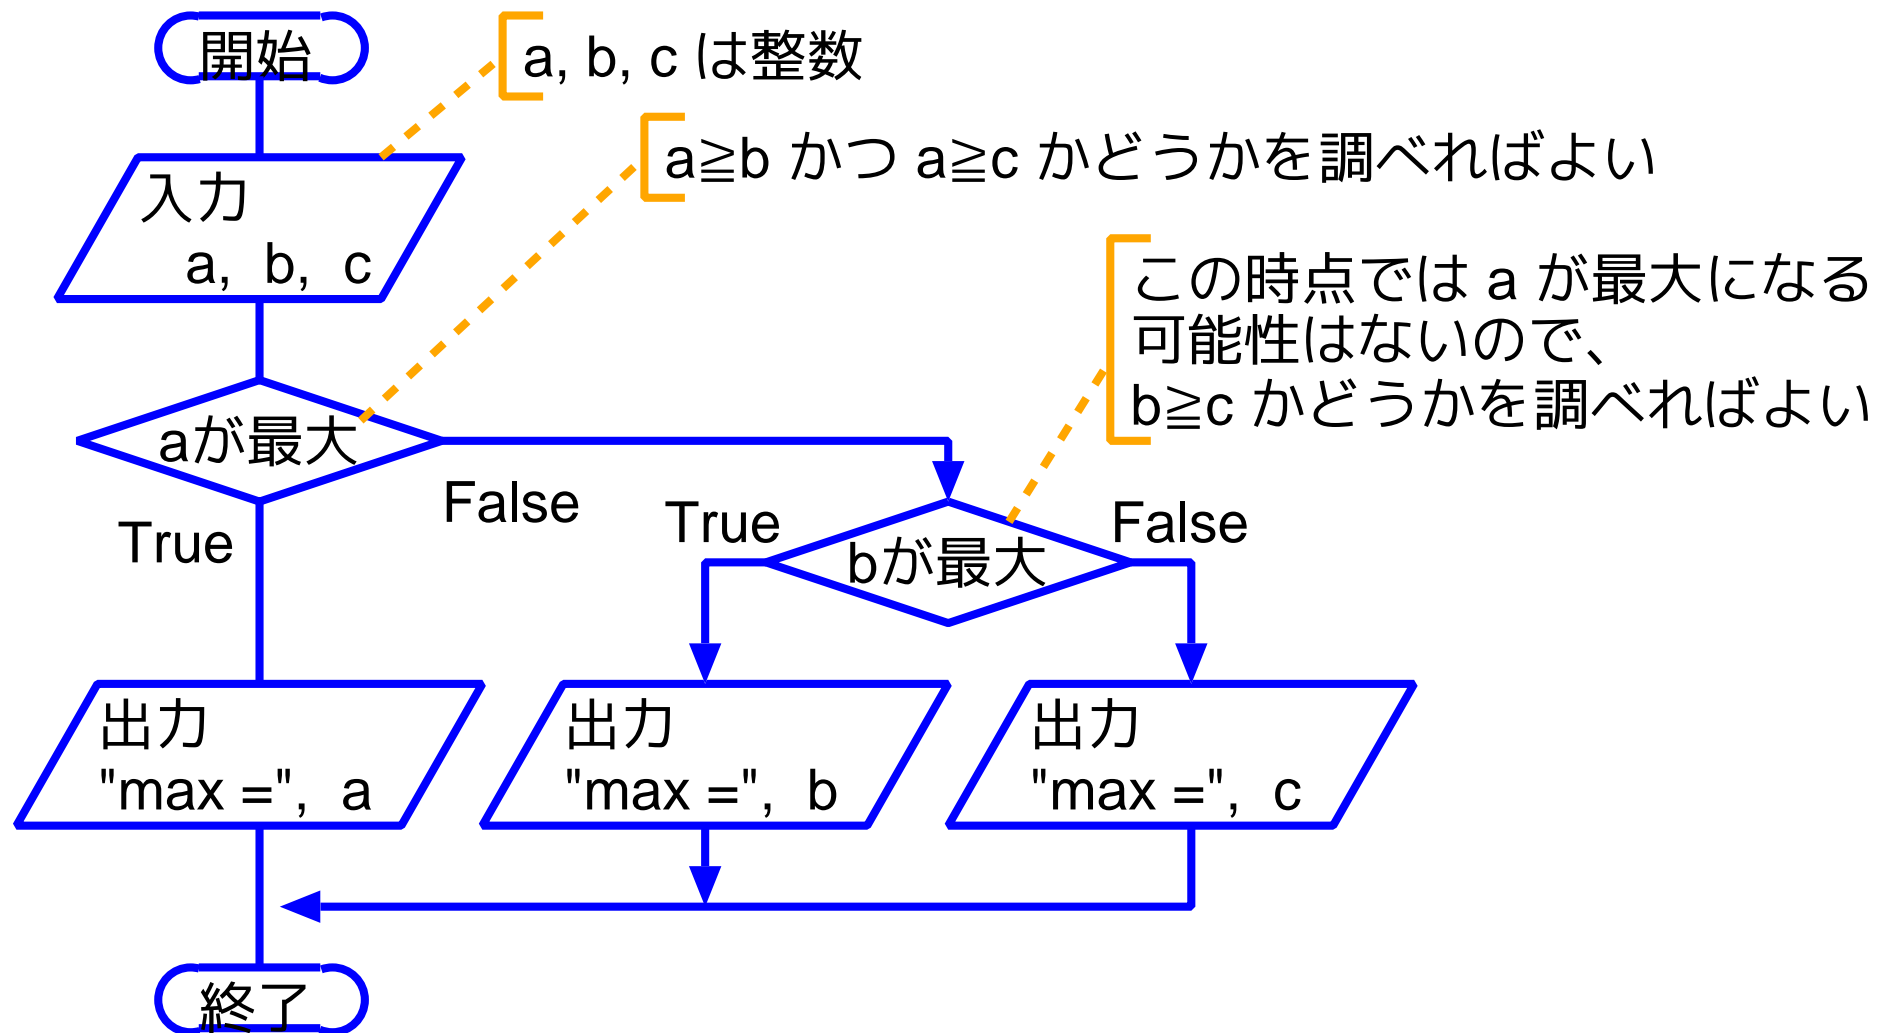 開始
a, b, c は整数
a≧b かつ a≧c かどうかを調べればよい
入力
a, b, c
この時点では a が最大になる
可能性はないので、
b≧c かどうかを調べればよい
aが最大
False
True
True
False
bが最大
出力
"max =", a
出力
"max =", b
出力
"max =", c
終了